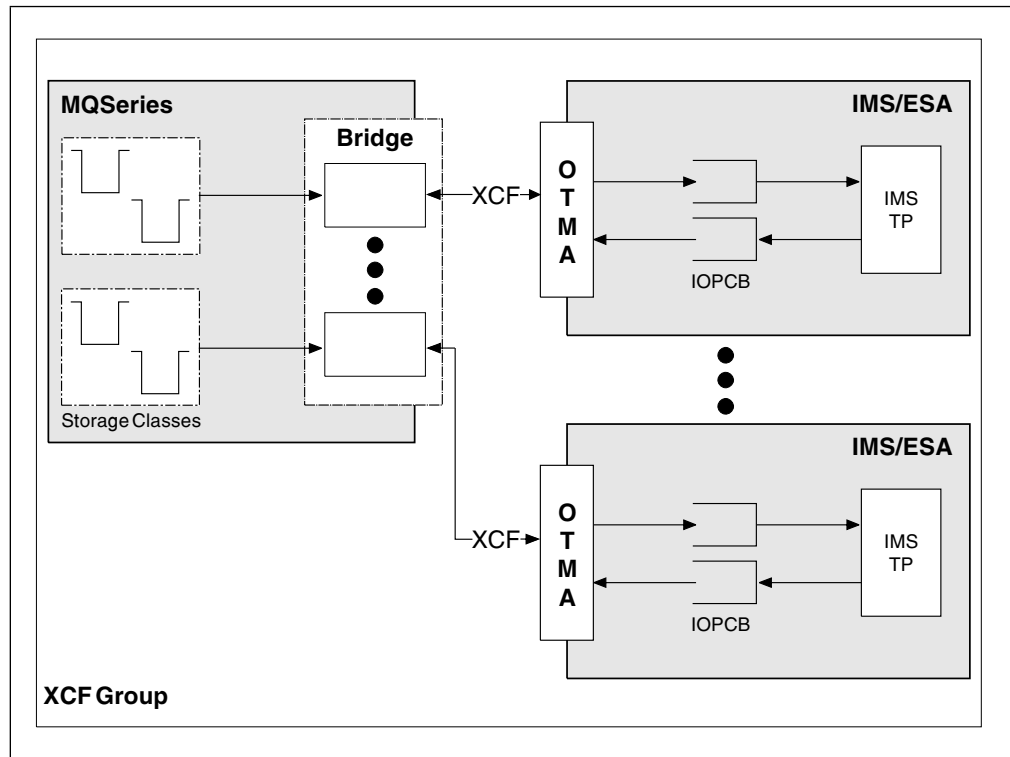 MQSeries
Bridge
Storage Classes
XCF
XCF
IMS/ESA
O
T
M
A
IMS
TP
IOPCB
IMS/ESA
O
T
M
A
IMS
TP
IOPCB
XCF Group